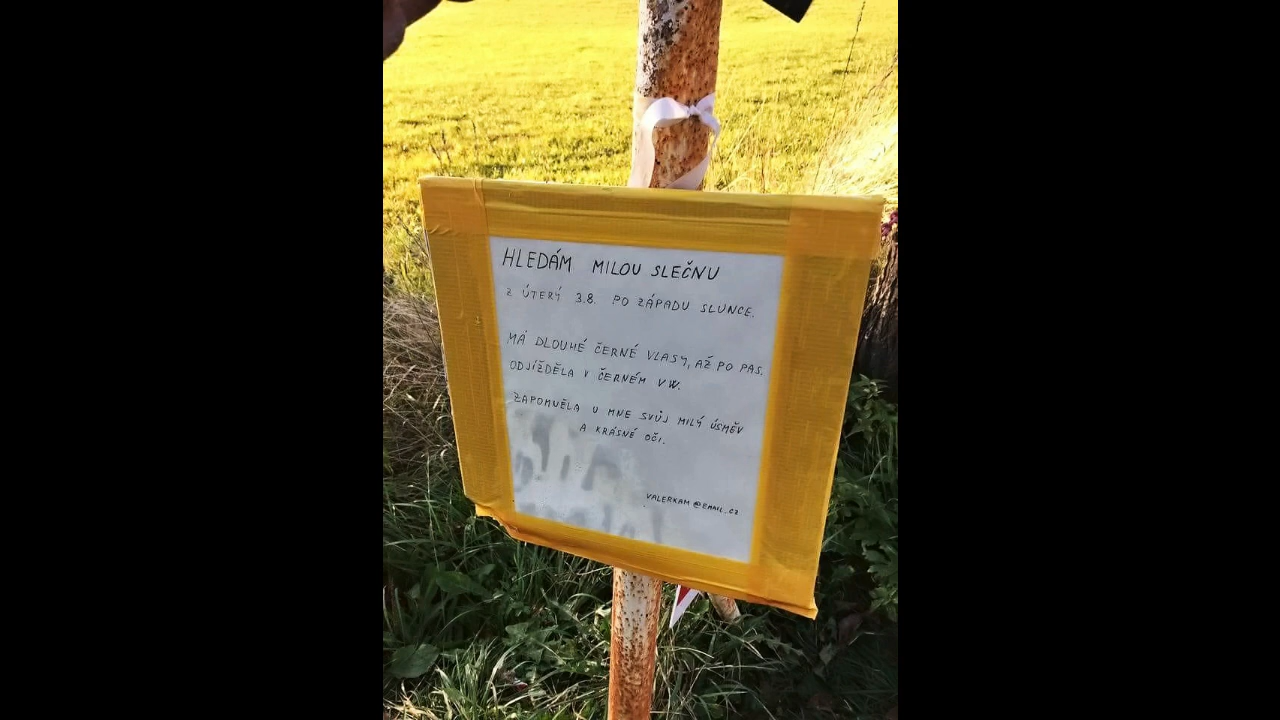 HLEDÁM MILOU SLEČNU
Z ÚTERÝ 3.8. PO ZÁPADU SLUNCE.
MÁ DLOUHÉ ČERNÉ VLASY, AŽ PO PAS.
ODJÍŽDĚLA V ČERNÉM VW.
ZAPOMNĚLA U MNE SVŮJ MILÝ ÚSMĚV
A KRÁSNÉ OČI.
VALERKAM@EMAIL.CZ